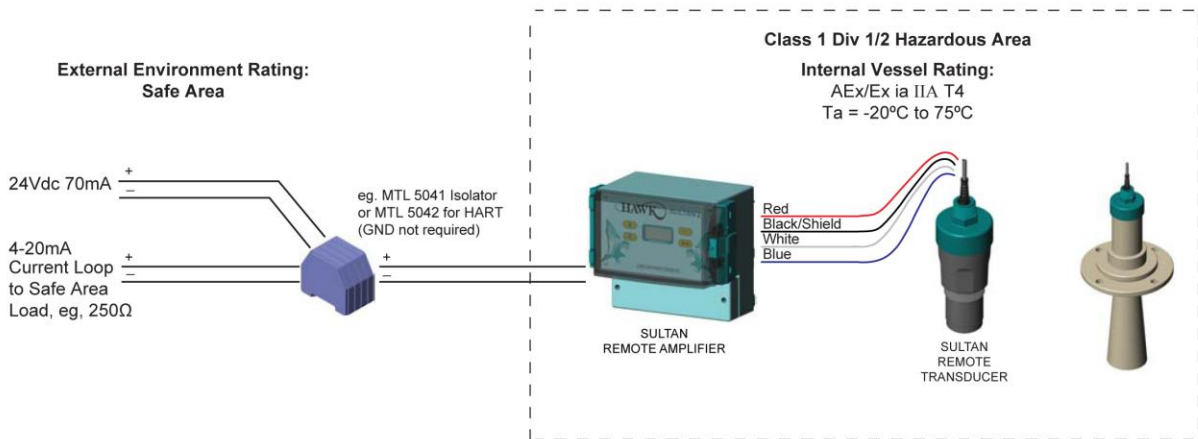 External Environment Rating:
Safe Area
Class 1 Div 1/2 Hazardous Area
Internal Vessel Rating:
AEx/Ex ia IIA T4
Ta = -20ºC to 75ºC
24Vdc 70mA
+
–
4-20mA
Current Loop
to Safe Area
Load, eg, 250Ω
+
–
eg. MTL 5041 Isolator
or MTL 5042 for HART
(GND not required)
+
–
HAWK
Red
Black/Shield
White
Blue
SULTAN
REMOTE AMPLIFIER
SULTAN
REMOTE
TRANSDUCER